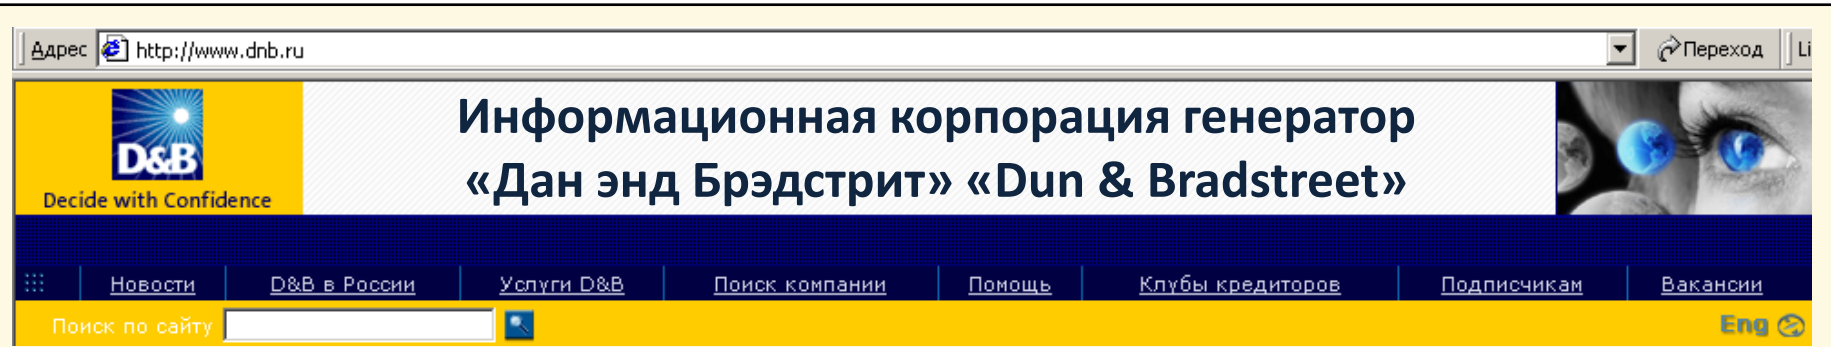 Адрес http://www.dnb.ru Переход Li
D&B
Decide with Confidence
Информационная корпорация генератор
«Дан энд Брэдстрит» «Dun & Bradstreet»
Новости D&B в России Услуги D&B Поиск компании Помощь Клубы кредиторов Подписчикам Вакансии
Поиск по сайту Eng